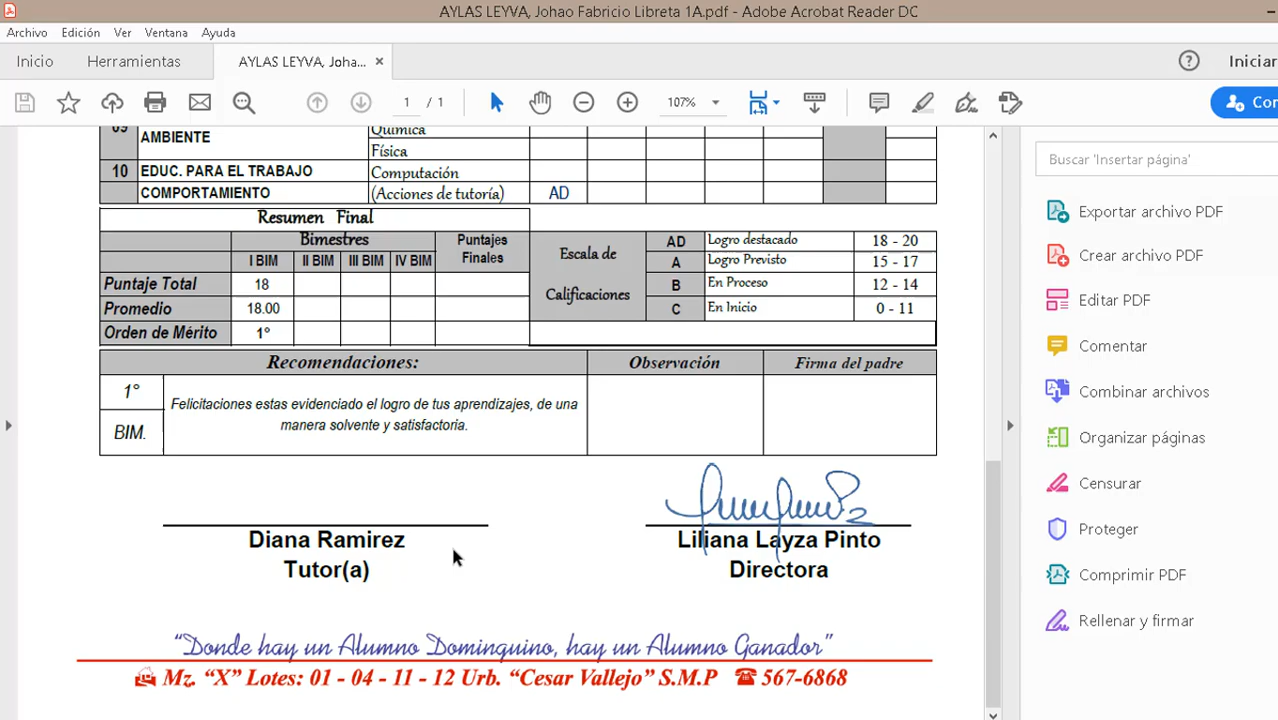 AYLAS LEYVA, Johao Fabricio Libreta 1A.pdf - Adobe Acrobat Reader DC
Archivo Edición Ver Ventana Ayuda
Inicio Herramientas AYLAS LEYVA, Joha... × Iniciar
1 / 1 107%
09 AMBIENTE Química
Física
10 EDUC. PARA EL TRABAJO Computación
COMPORTAMIENTO (Acciones de tutoría) AD
Resumen Final
Bimestres Puntajes Finales
I BIM II BIM III BIM IV BIM
Puntaje Total 18
Promedio 18.00
Orden de Mérito 1°
Escala de Calificaciones
AD Logro destacado 18 - 20
A Logro Previsto 15 - 17
B En Proceso 12 - 14
C En Inicio 0 - 11
Recomendaciones: Observación Firma del padre
1° BIM.
Felicitaciones estas evidenciado el logro de tus aprendizajes, de una
manera solvente y satisfactoria.
Diana Ramirez
Tutor(a)
Liliana Layza Pinto
Directora
“Donde hay un Alumno Dominguino, hay un Alumno Ganador”
Mz. “X” Lotes: 01 - 04 - 11 - 12 Urb. “Cesar Vallejo” S.M.P 567-6868
Buscar 'Insertar página'
Exportar archivo PDF
Crear archivo PDF
Editar PDF
Comentar
Combinar archivos
Organizar páginas
Censurar
Proteger
Comprimir PDF
Rellenar y firmar